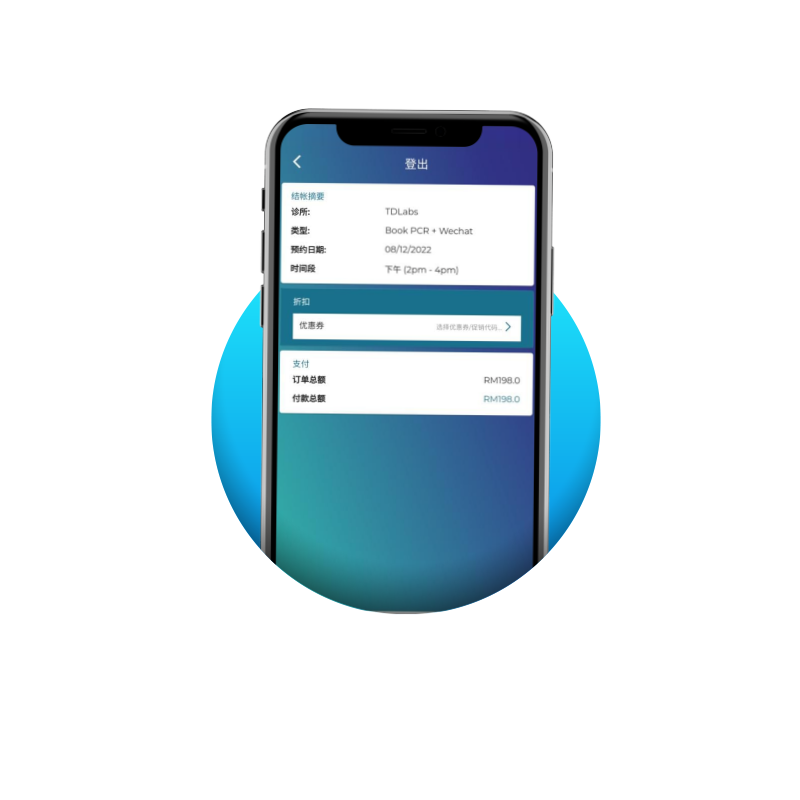 登出
结帐摘要
诊所: TDLabs
类型: Book PCR + Wechat
预约日期: 08/12/2022
时间段 下午 (2pm - 4pm)
折扣
优惠券 选择优惠券/促销代码...
支付
订单总额 RM198.0
付款总额 RM198.0